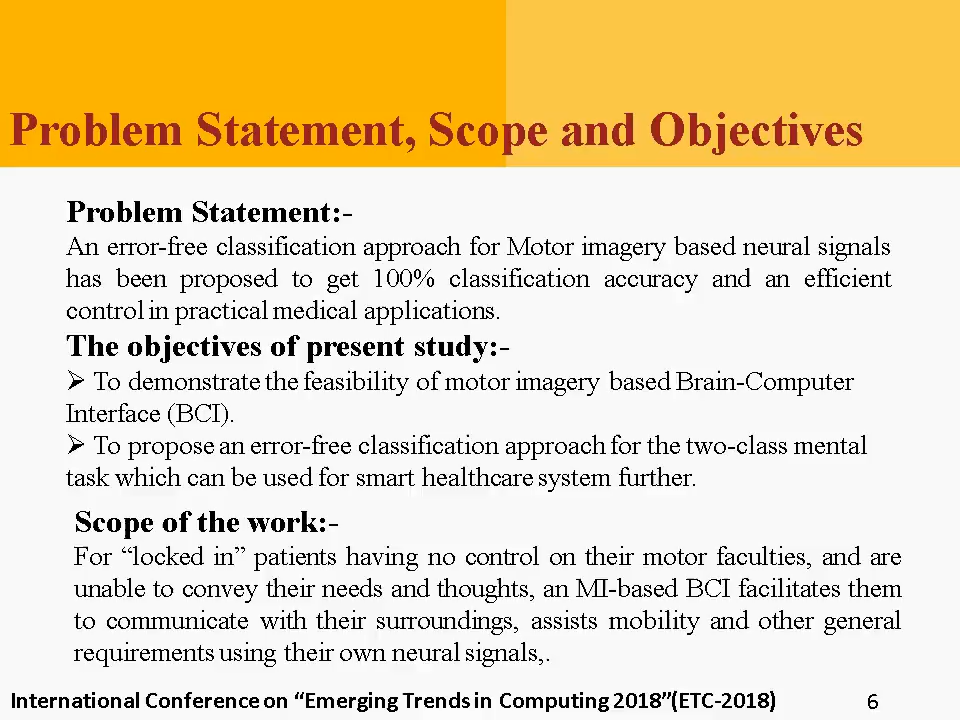 Problem Statement, Scope and Objectives
Problem Statement:-
An error-free classification approach for Motor imagery based neural signals
has been proposed to get 100% classification accuracy and an efficient
control in practical medical applications.
The objectives of present study:-
➢ To demonstrate the feasibility of motor imagery based Brain-Computer
Interface (BCI).
➢ To propose an error-free classification approach for the two-class mental
task which can be used for smart healthcare system further.
Scope of the work:-
For “locked in” patients having no control on their motor faculties, and are
unable to convey their needs and thoughts, an MI-based BCI facilitates them
to communicate with their surroundings, assists mobility and other general
requirements using their own neural signals,.
International Conference on “Emerging Trends in Computing 2018”(ETC-2018)
6